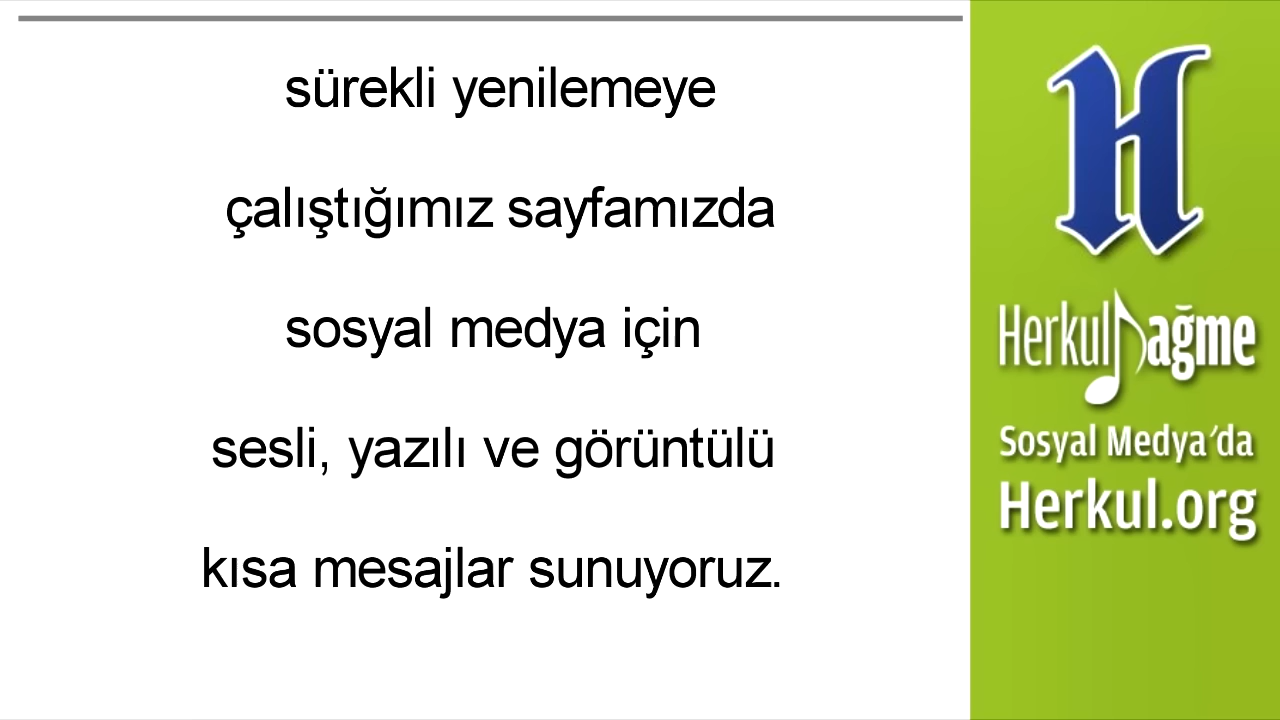 sürekli yenilemeye
çalıştığımız sayfamızda
sosyal medya için
sesli, yazılı ve görüntülü
kısa mesajlar sunuyoruz.
H
Herkul Nağme
Sosyal Medya'da
Herkul.org